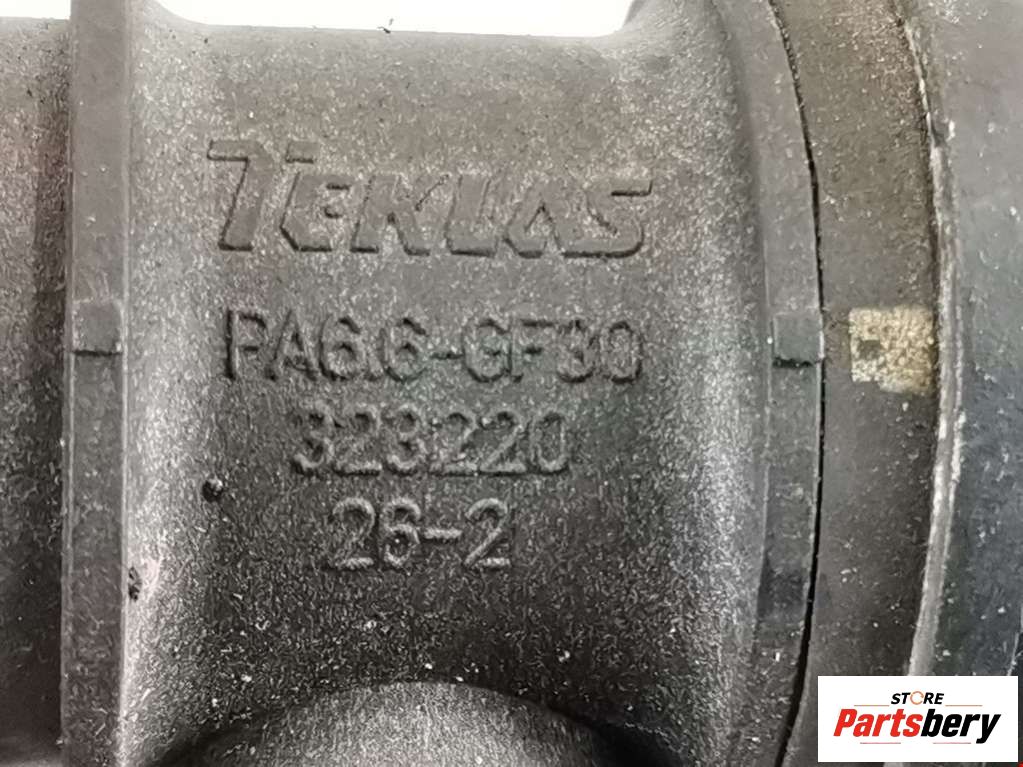 TEKLAS
PA6.6-GF30
323220
26-2
STORE
Partsbery